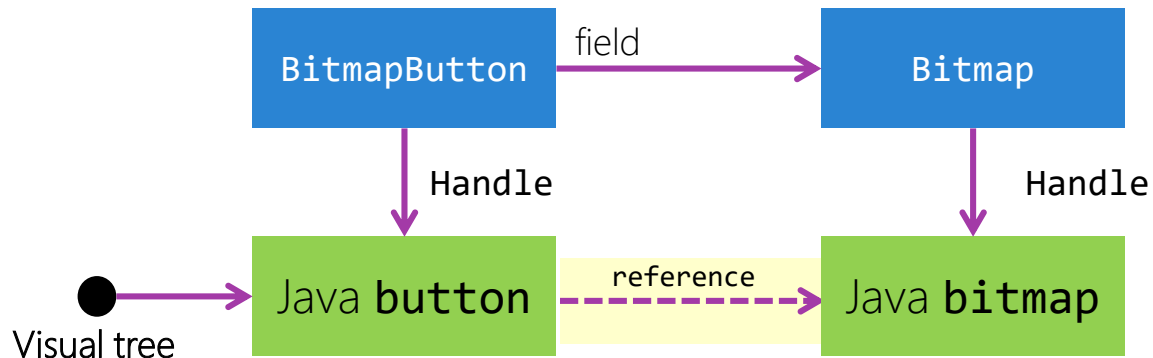 field
BitmapButton
Bitmap
Handle
Handle
reference
Java button
Java bitmap
Visual tree